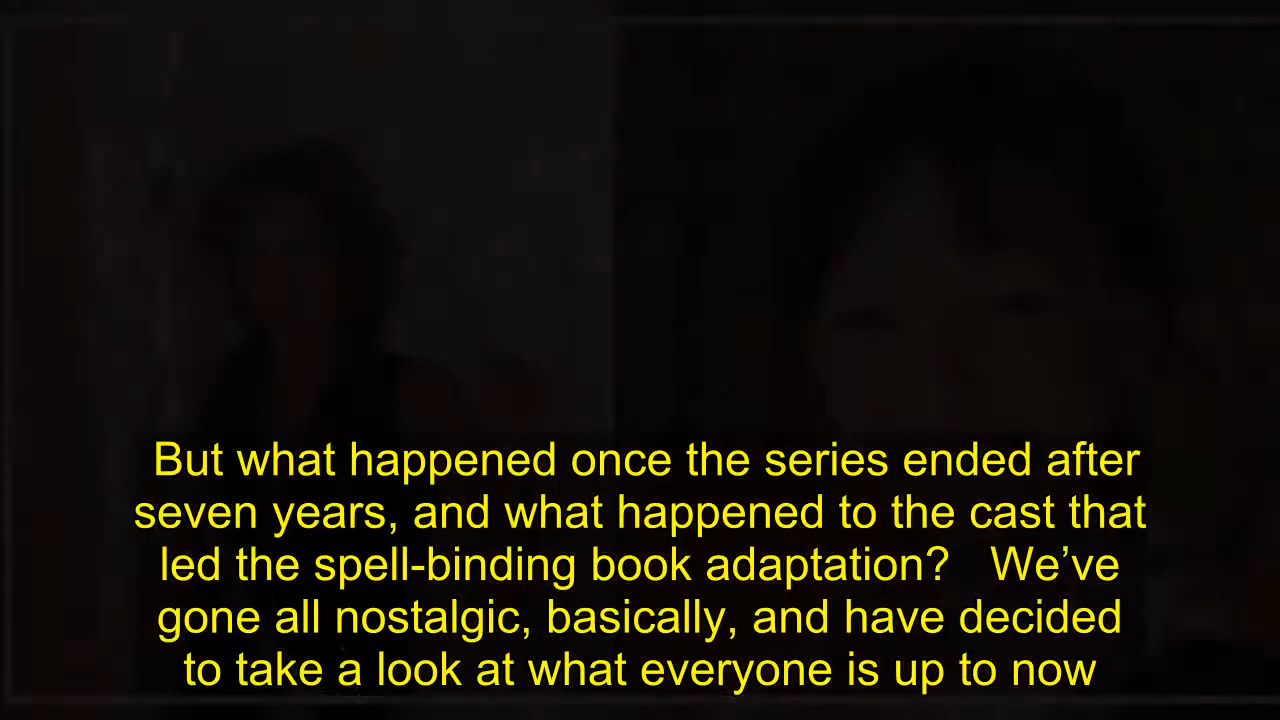 But what happened once the series ended after
seven years, and what happened to the cast that
led the spell-binding book adaptation?   We’ve
gone all nostalgic, basically, and have decided
to take a look at what everyone is up to now